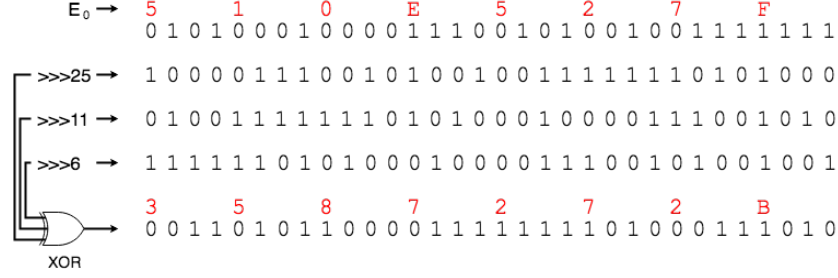 E0 → 5 1 0 E 5 2 7 F
0 1 0 1 0 0 0 1 0 0 0 0 1 1 1 0 0 1 0 1 0 0 1 0 0 1 1 1 1 1 1 1
>>>25 → 1 0 0 0 0 1 1 1 0 0 1 0 1 0 0 1 0 0 1 1 1 1 1 1 1 0 1 0 1 0 0 0
>>>11 → 0 1 0 0 1 1 1 1 1 1 1 0 1 0 1 0 0 0 1 0 0 0 0 1 1 1 0 0 1 0 1 0
>>>6 → 1 1 1 1 1 1 0 1 0 1 0 0 0 1 0 0 0 0 1 1 1 0 0 1 0 1 0 0 1 0 0 1
3 5 8 7 2 7 2 B
0 0 1 1 0 1 0 1 1 0 0 0 0 1 1 1 1 1 1 1 1 0 1 0 0 0 1 1 1 0 1 0
XOR